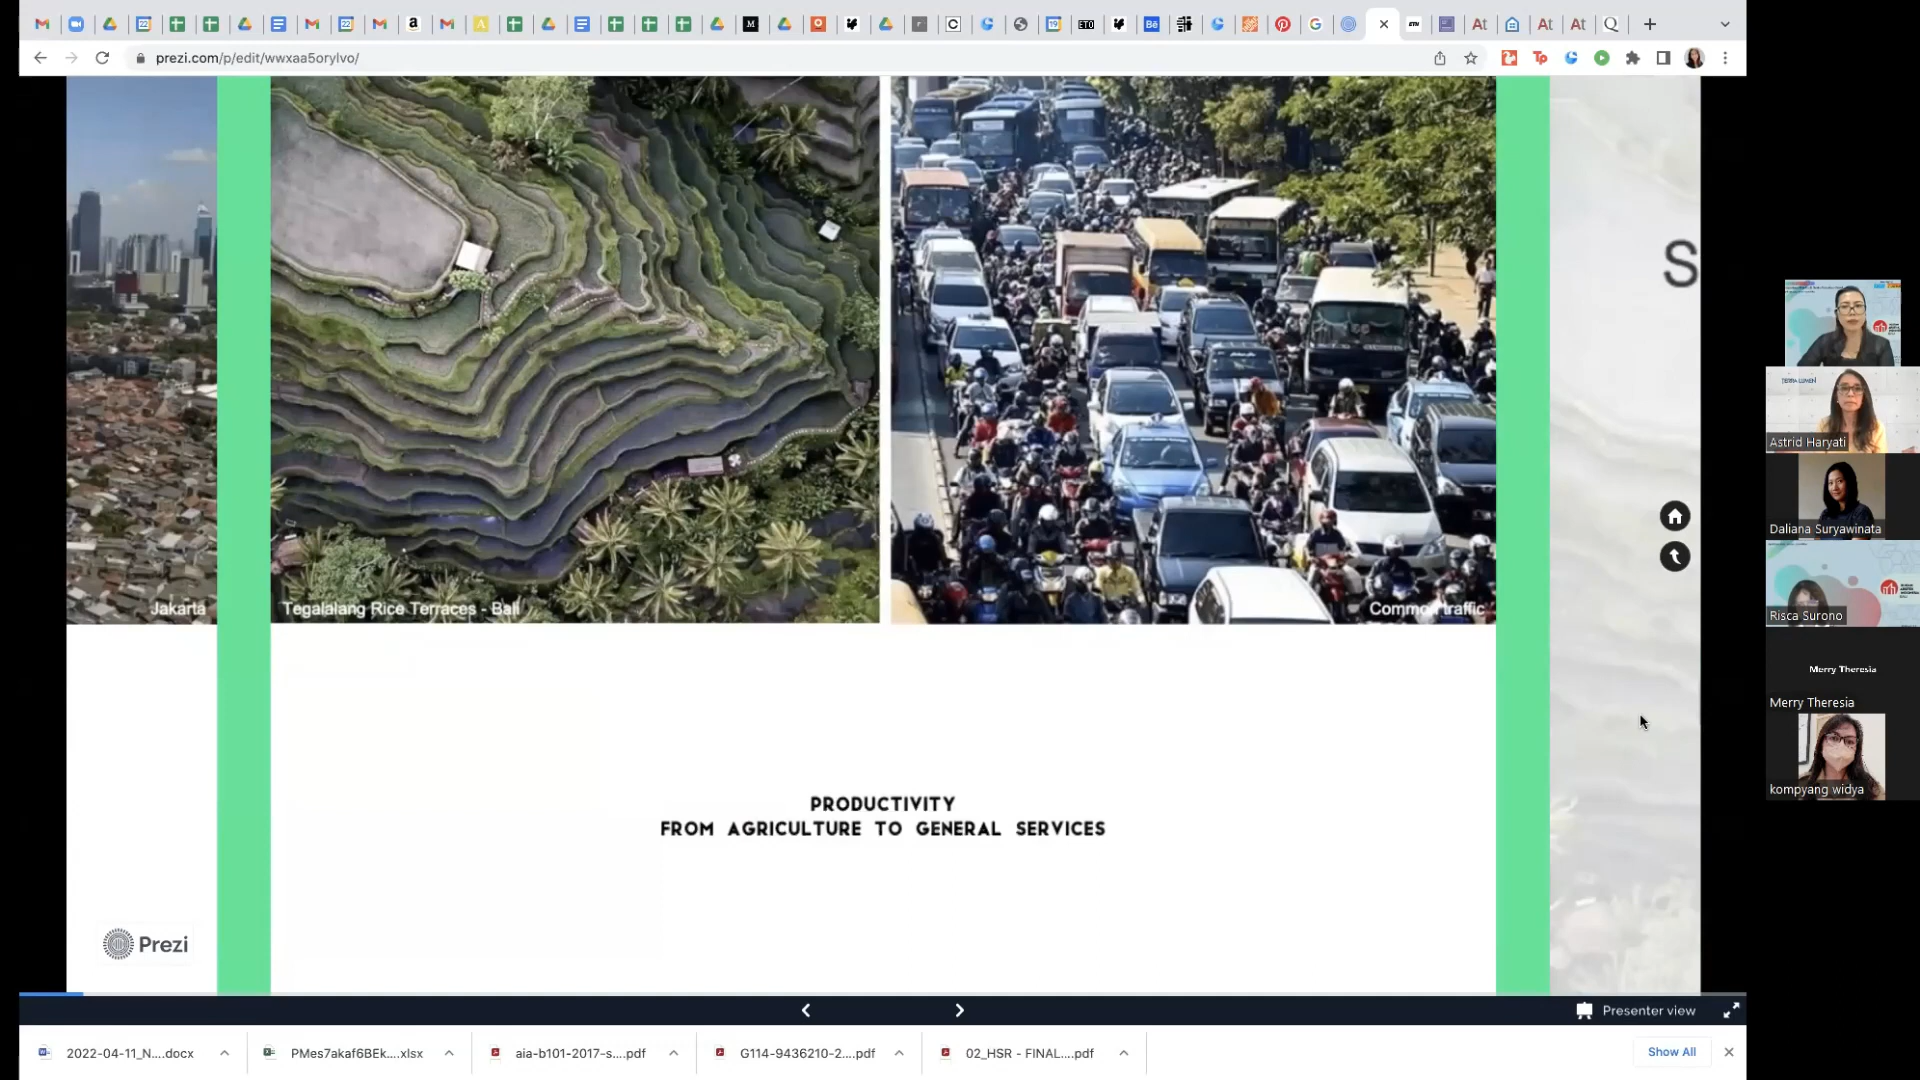 prezi.com/p/edit/wwxaa5orylvo/
S
Jakarta
Tegalalang Rice Terraces - Bali
Common traffic
PRODUCTIVITY
FROM AGRICULTURE TO GENERAL SERVICES
Prezi
Presenter view
2022-04-11_N....docx
PMes7akaf6BEk....xlsx
aia-b101-2017-s....pdf
G114-9436210-2....pdf
02_HSR - FINAL....pdf
Show All
TERRA LUMEN
Astrid Haryati
Daliana Suryawinata
Risca Surono
Merry Theresia
Merry Theresia
kompyang widya